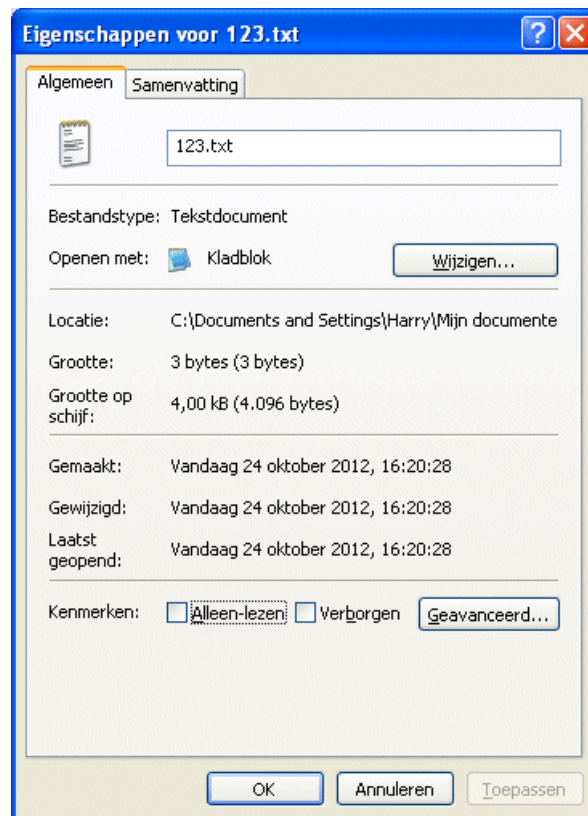 Eigenschappen voor 123.txt
Algemeen
Samenvatting
123.txt
Bestandstype: Tekstdocument
Openen met: Kladblok
Wijzigen...
Locatie: C:\Documents and Settings\Harry\Mijn documente
Grootte: 3 bytes (3 bytes)
Grootte op
schijf: 4,00 kB (4.096 bytes)
Gemaakt: Vandaag 24 oktober 2012, 16:20:28
Gewijzigd: Vandaag 24 oktober 2012, 16:20:28
Laatst
geopend: Vandaag 24 oktober 2012, 16:20:28
Kenmerken: Alleen-lezen Verborgen Geavanceerd...
OK Annuleren Toepassen